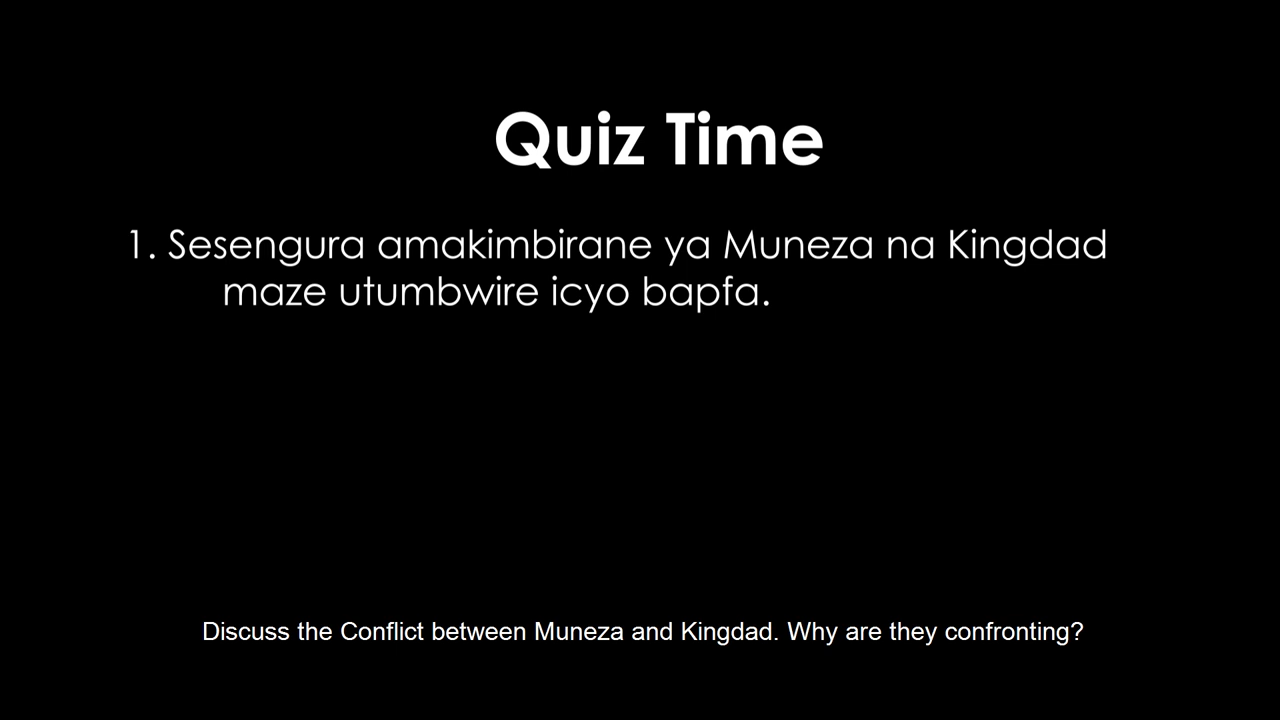 Quiz Time
1. Sesengura amakimbirane ya Muneza na Kingdad
maze utumbwire icyo bapfa.
Discuss the Conflict between Muneza and Kingdad. Why are they confronting?